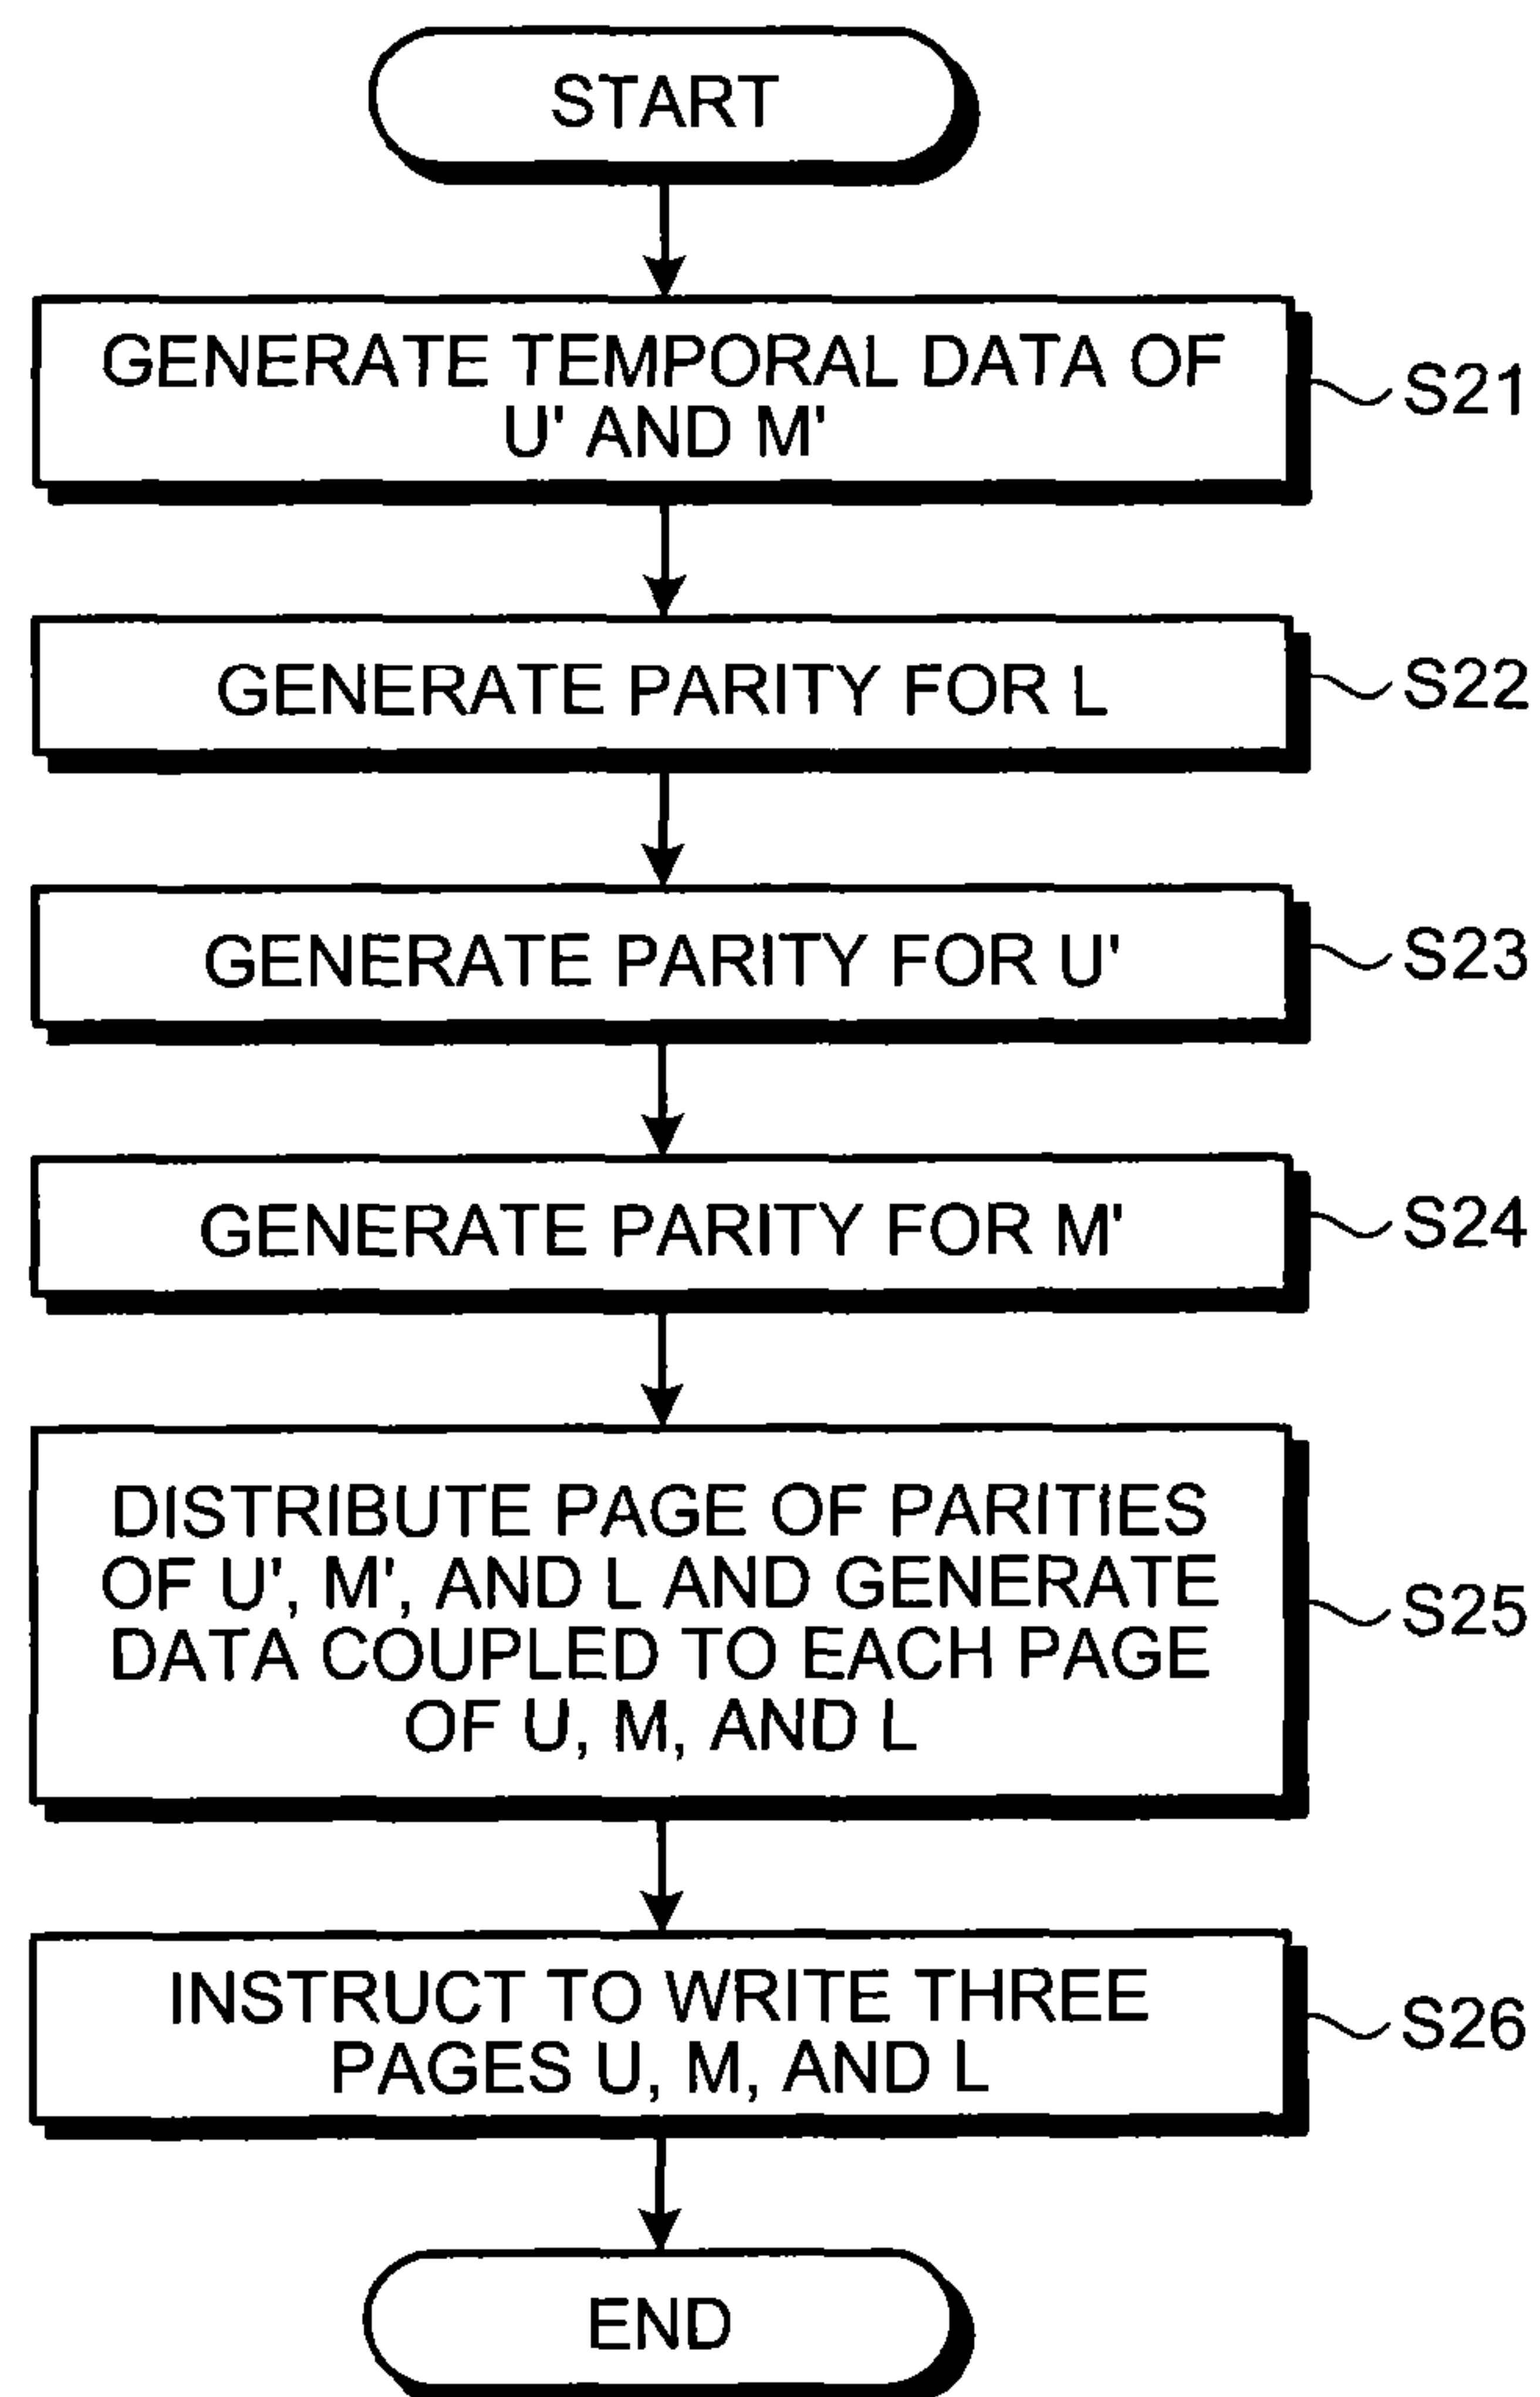 START
GENERATE TEMPORAL DATA OF
U' AND M'
S21
GENERATE PARITY FOR L
S22
GENERATE PARITY FOR U'
S23
GENERATE PARITY FOR M'
S24
DISTRIBUTE PAGE OF PARITIES
OF U', M', AND L AND GENERATE
DATA COUPLED TO EACH PAGE
OF U, M, AND L
S25
INSTRUCT TO WRITE THREE
PAGES U, M, AND L
S26
END